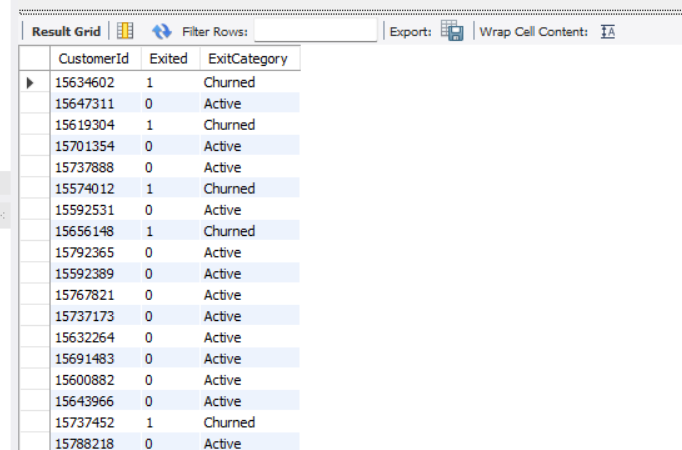 Result Grid Filter Rows: Export: Wrap Cell Content: IA
CustomerId Exited ExitCategory
15634602 1 Churned
15647311 0 Active
15619304 1 Churned
15701354 0 Active
15737888 0 Active
15574012 1 Churned
15592531 0 Active
15656148 1 Churned
15792365 0 Active
15592389 0 Active
15767821 0 Active
15737173 0 Active
15632264 0 Active
15691483 0 Active
15600882 0 Active
15643966 0 Active
15737452 1 Churned
15788218 0 Active